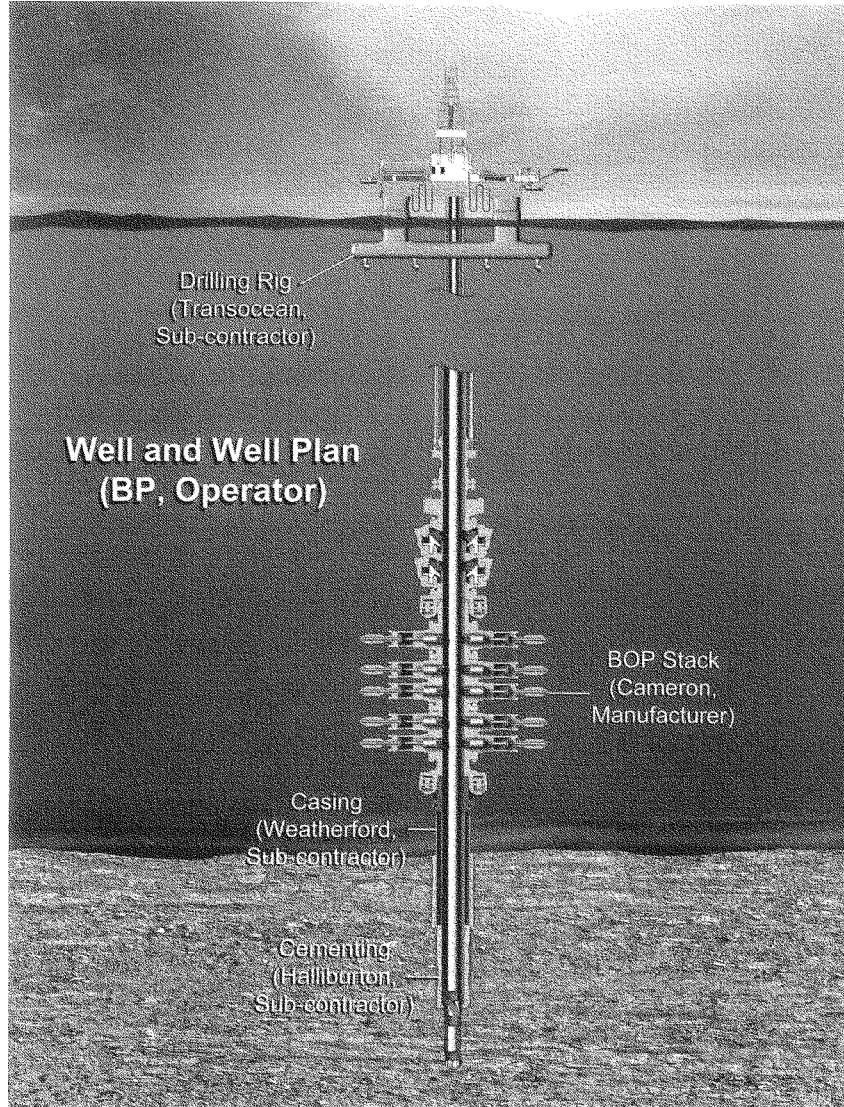 Drilling Rig
(Transocean,
Sub-contractor)
Well and Well Plan
(BP, Operator)
BOP Stack
(Cameron,
Manufacturer)
Casing
(Weatherford,
Sub-contractor)
Cementing
(Halliburton,
Sub-contractor)